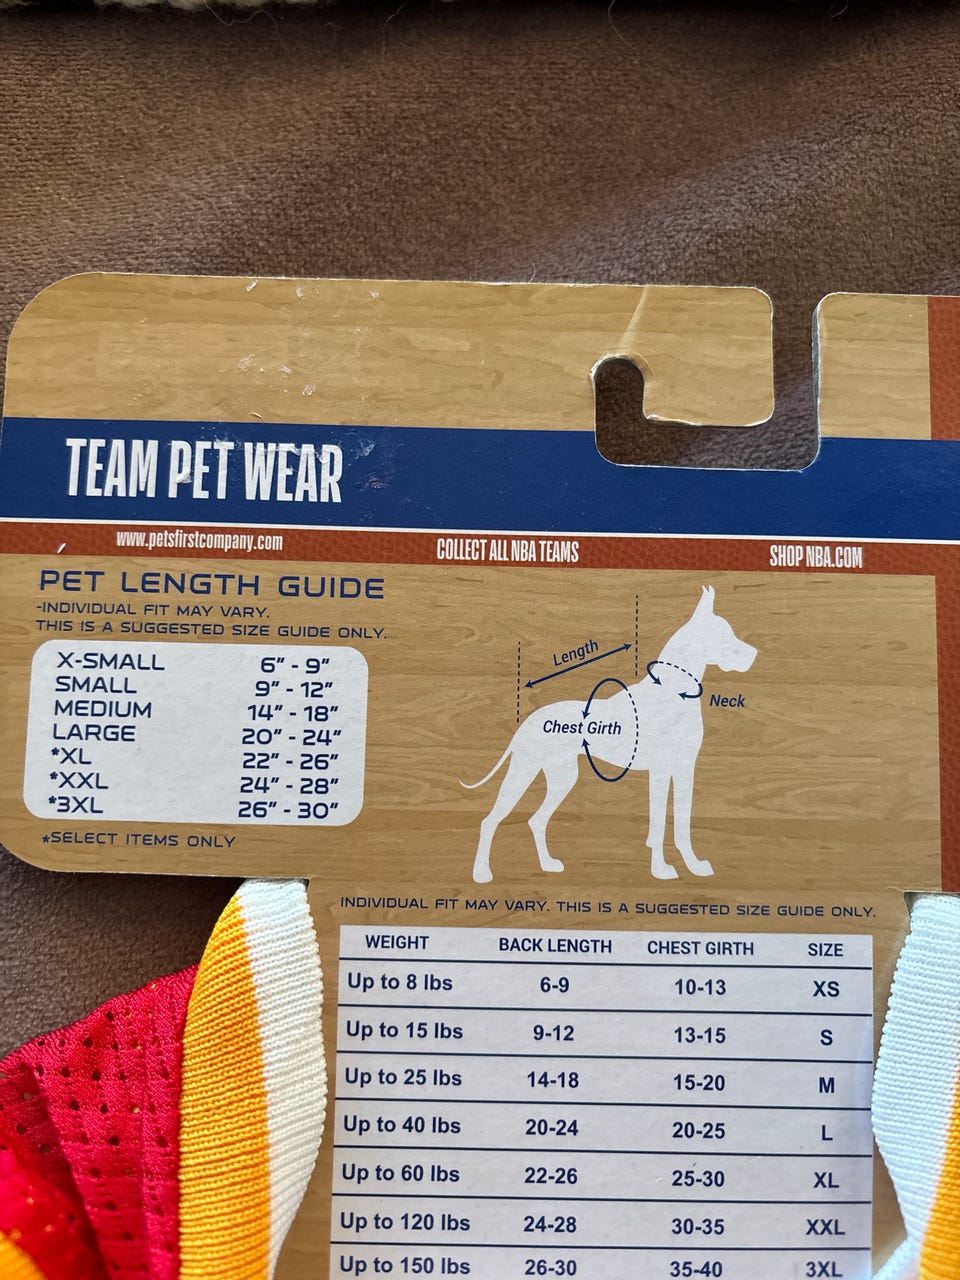 TEAM PET WEAR
www.petsfirstcompany.com COLLECT ALL NBA TEAMS SHOP NBA.COM
PET LENGTH GUIDE
-INDIVIDUAL FIT MAY VARY.
THIS IS A SUGGESTED SIZE GUIDE ONLY.
X-SMALL 6” - 9”
SMALL 9” - 12”
MEDIUM 14” - 18”
LARGE 20” - 24”
*XL 22” - 26”
*XXL 24” - 28”
*3XL 26” - 30”
*SELECT ITEMS ONLY
Length
Neck
Chest Girth
INDIVIDUAL FIT MAY VARY. THIS IS A SUGGESTED SIZE GUIDE ONLY.
WEIGHT BACK LENGTH CHEST GIRTH SIZE
Up to 8 lbs 6-9 10-13 XS
Up to 15 lbs 9-12 13-15 S
Up to 25 lbs 14-18 15-20 M
Up to 40 lbs 20-24 20-25 L
Up to 60 lbs 22-26 25-30 XL
Up to 120 lbs 24-28 30-35 XXL
Up to 150 lbs 26-30 35-40 3XL